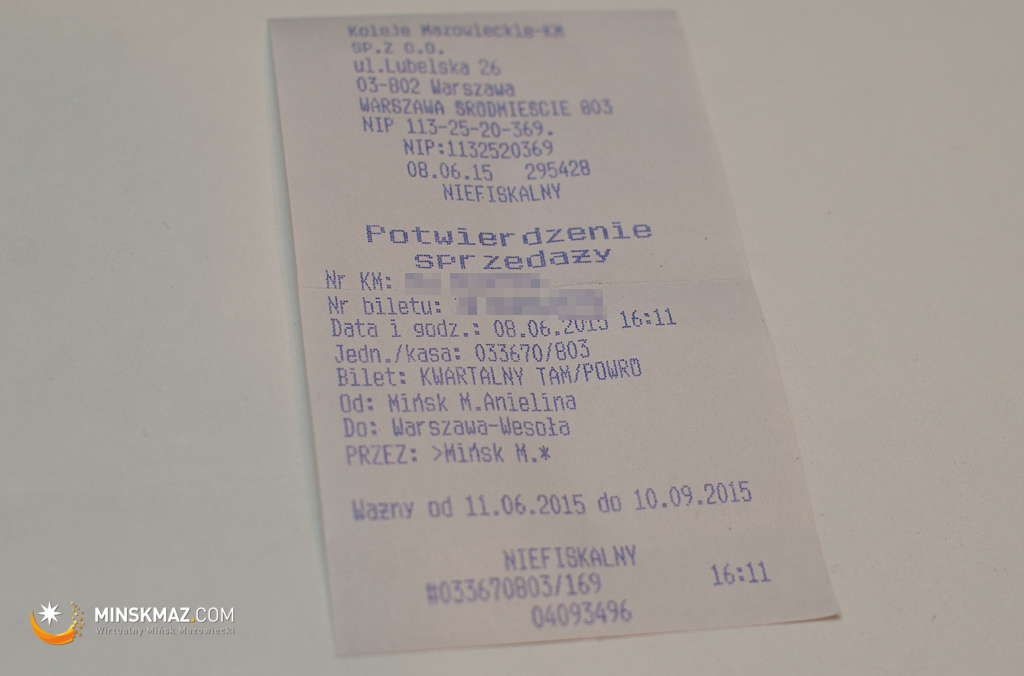 Koleje Mazowieckie-KM
SP.Z O.O.
ul.Lubelska 26
03-802 Warszawa
WARSZAWA ŚRÓDMIEŚCIE 803
NIP 113-25-20-369.
NIP:1132520369
08.06.15 295428
NIEFISKALNY
Potwierdzenie
sprzedaży
Nr KM:
Nr biletu:
Data i godz.: 08.06.2015 16:11
Jedn./kasa: 033670/803
Bilet: KWARTALNY TAM/POWRO
Od: Mińsk M.Anielina
Do: Warszawa-Wesoła
PRZEZ: >Mińsk M.*
Ważny od 11.06.2015 do 10.09.2015
NIEFISKALNY
#033670803/169 16:11
04093496
MINSKMAZ.COM
Wirtualny Mińsk Mazowiecki